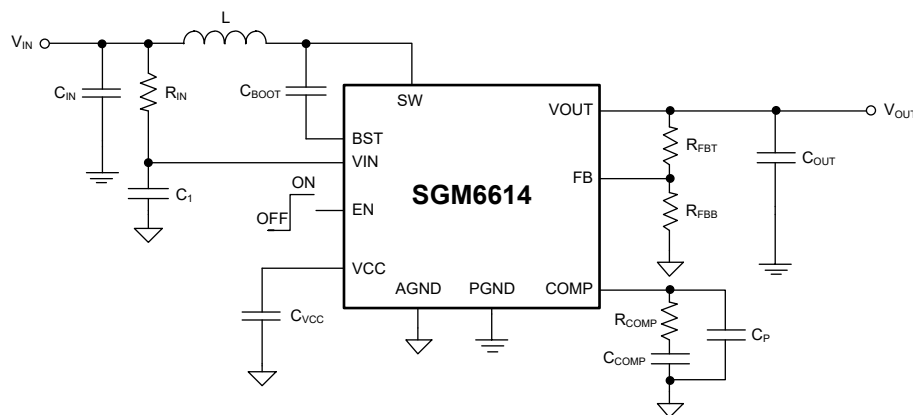 L
V_IN
C_IN
R_IN
C_BOOT
SW
VOUT
V_OUT
BST
R_FBT
C_OUT
VIN
C_1
ON
SGM6614
FB
OFF
EN
R_FBB
VCC
AGND
PGND
COMP
C_VCC
R_COMP
C_P
C_COMP